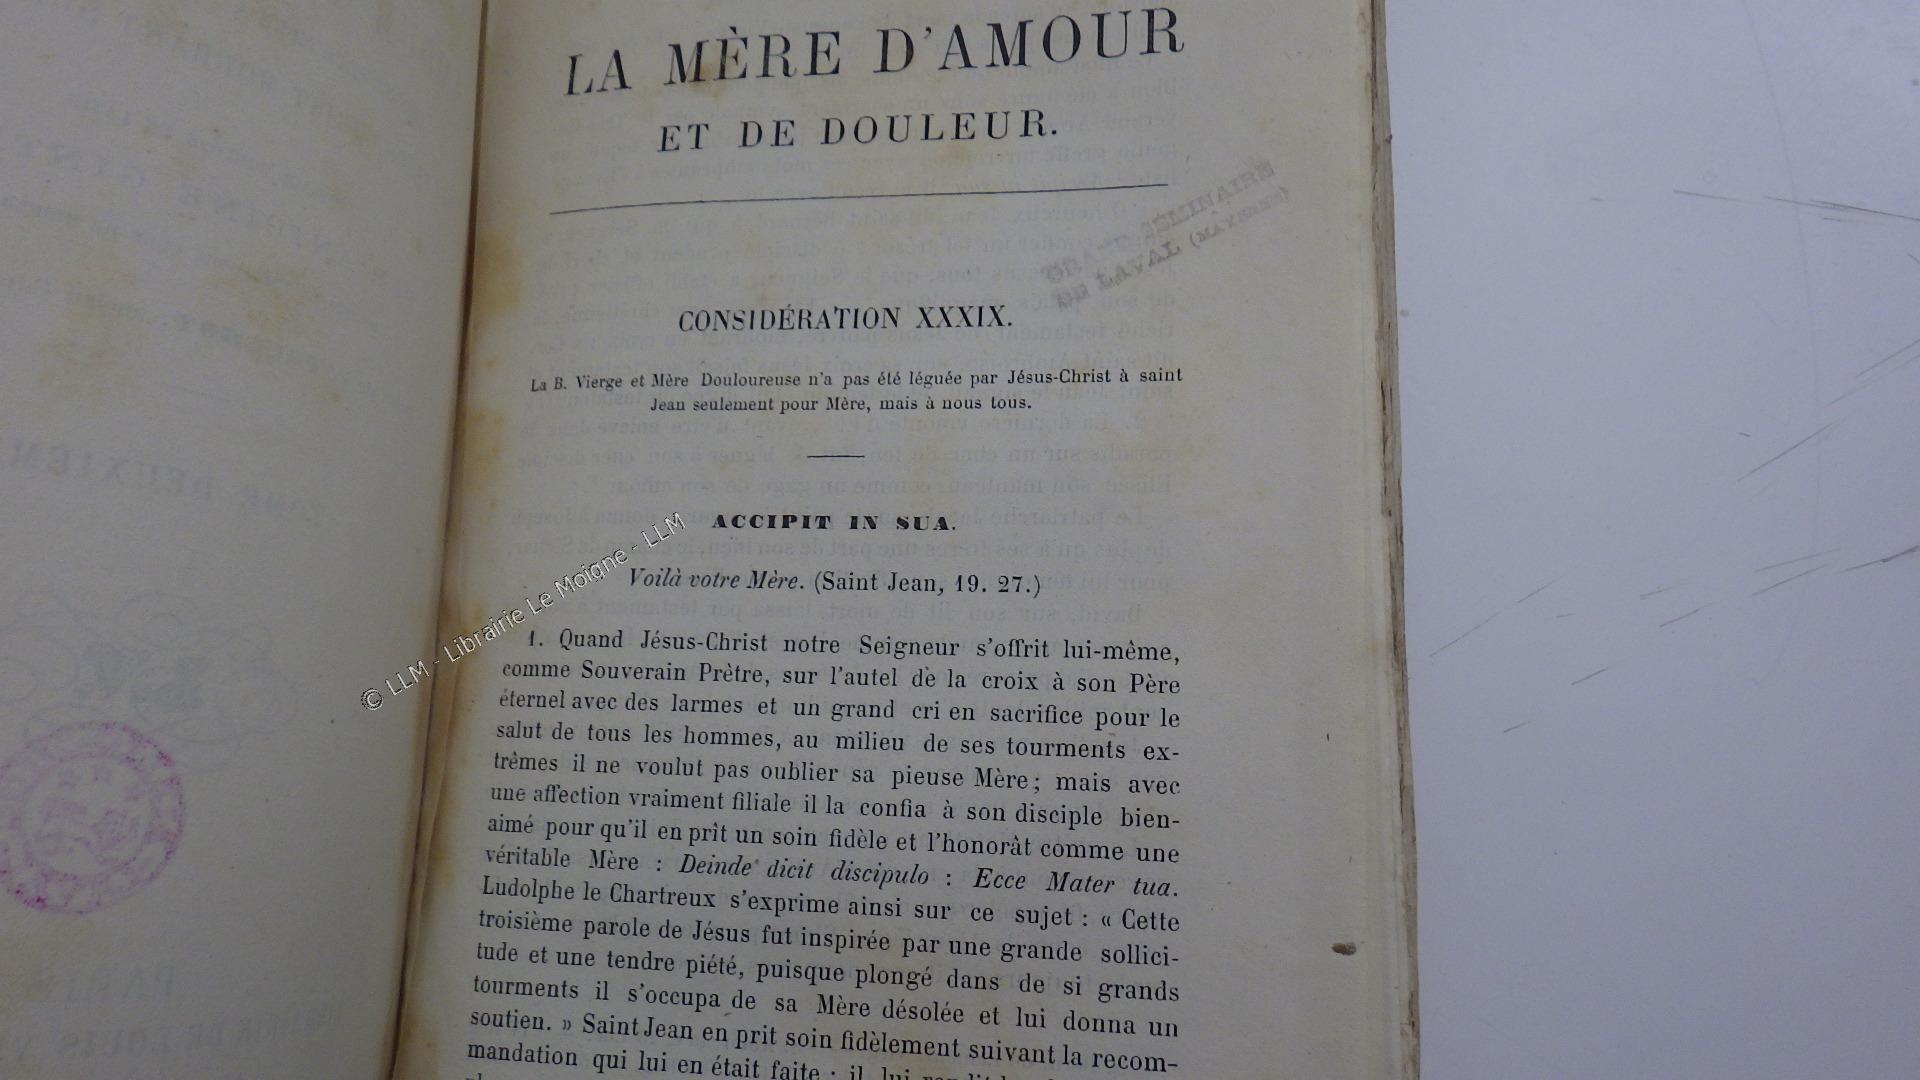 LA MÈRE D'AMOUR
ET DE DOULEUR.
GRAND SÉMINAIRE
DE LAVAL (MAYENNE)
CONSIDÉRATION XXXIX.
La B. Vierge et Mère Douloureuse n'a pas été léguée par Jésus-Christ à saint
Jean seulement pour Mère, mais à nous tous.
ACCIPIT IN SUA.
Voilà votre Mère. (Saint Jean, 19. 27.)
1. Quand Jésus-Christ notre Seigneur s'offrit lui-même,
comme Souverain Prêtre, sur l'autel de la croix à son Père
éternel avec des larmes et un grand cri en sacrifice pour le
salut de tous les hommes, au milieu de ses tourments ex-
trêmes il ne voulut pas oublier sa pieuse Mère; mais avec
une affection vraiment filiale il la confia à son disciple bien-
aimé pour qu'il en prît un soin fidèle et l'honorât comme une
véritable Mère : Deinde dicit discipulo : Ecce Mater tua.
Ludolphe le Chartreux s'exprime ainsi sur ce sujet : « Cette
troisième parole de Jésus fut inspirée par une grande sollici-
tude et une tendre piété, puisque plongé dans de si grands
tourments il s'occupa de sa Mère désolée et lui donna un
soutien. » Saint Jean en prit soin fidèlement suivant la recom-
mandation qui lui en était faite ; il lui
© LLM - Librairie Le Moigne - LLM